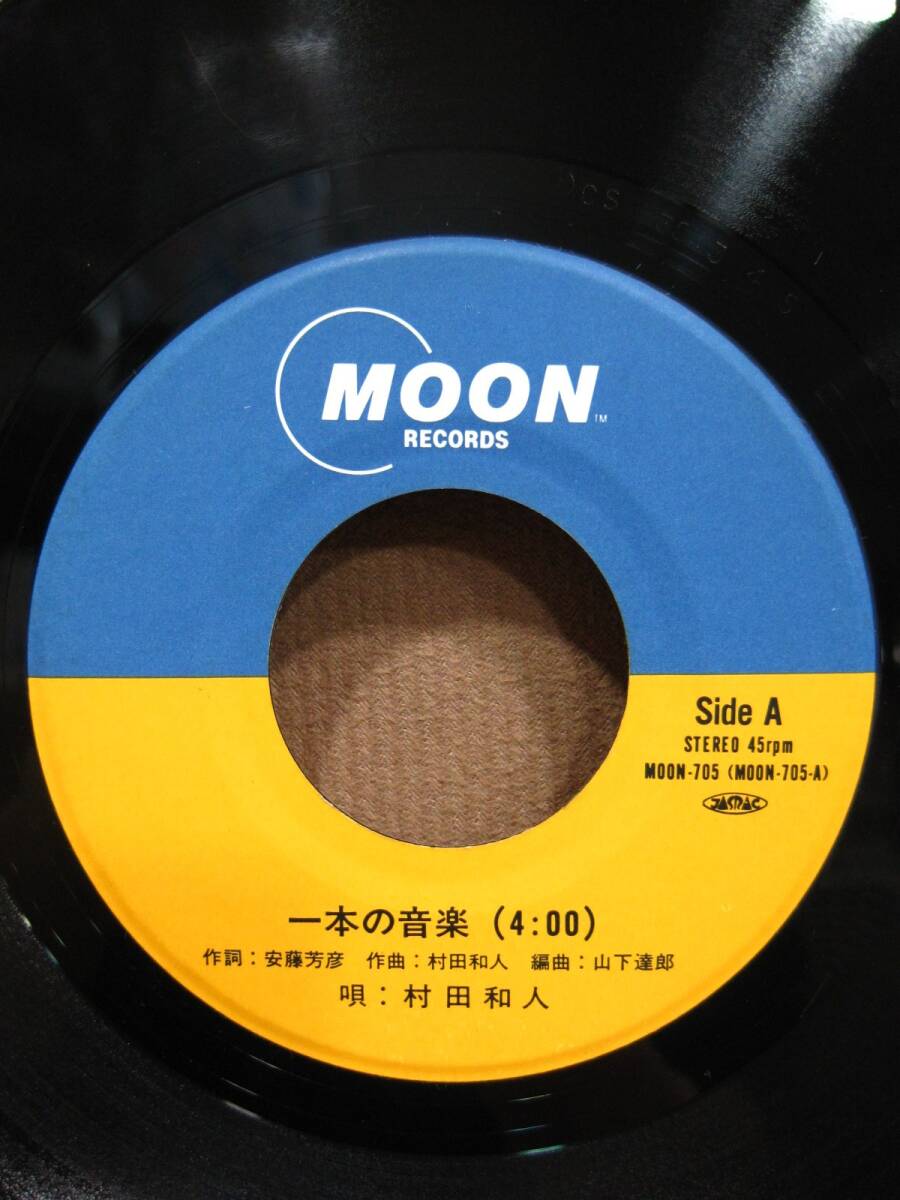 MOON TM
RECORDS
Side A
STEREO 45rpm
MOON-705 (MOON-705-A)
JASRAC
一本の音楽 (4:00)
作詞:安藤芳彦 作曲:村田和人 編曲:山下達郎
唄:村田和人